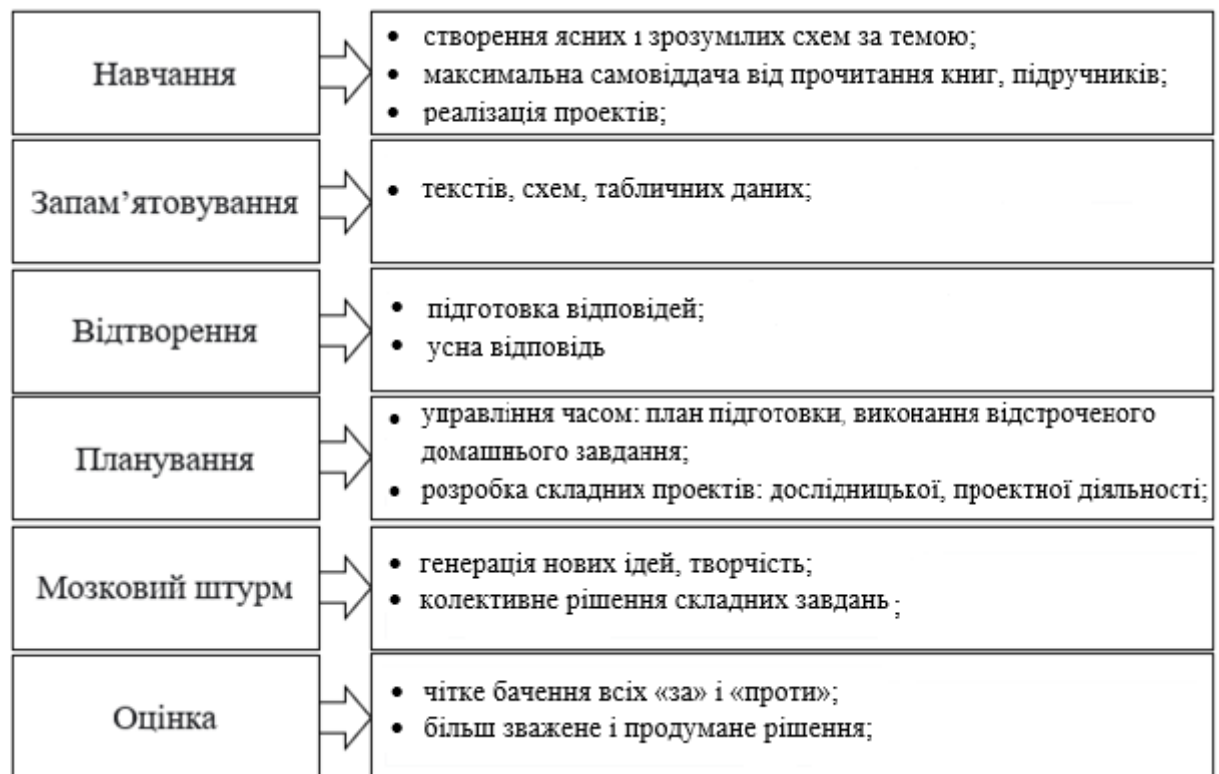 Навчання
• створення ясних і зрозумілих схем за темою;
• максимальна самовіддача від прочитання книг, підручників;
• реалізація проектів;
Запам’ятовування
• текстів, схем, табличних даних;
Відтворення
• підготовка відповідей;
• усна відповідь
Планування
• управління часом: план підготовки, виконання відстроченого
домашнього завдання;
• розробка складних проектів: дослідницької, проектної діяльності;
Мозковий штурм
• генерація нових ідей, творчість;
• колективне рішення складних завдань ;
Оцінка
• чітке бачення всіх «за» і «проти»;
• більш зважене і продумане рішення;